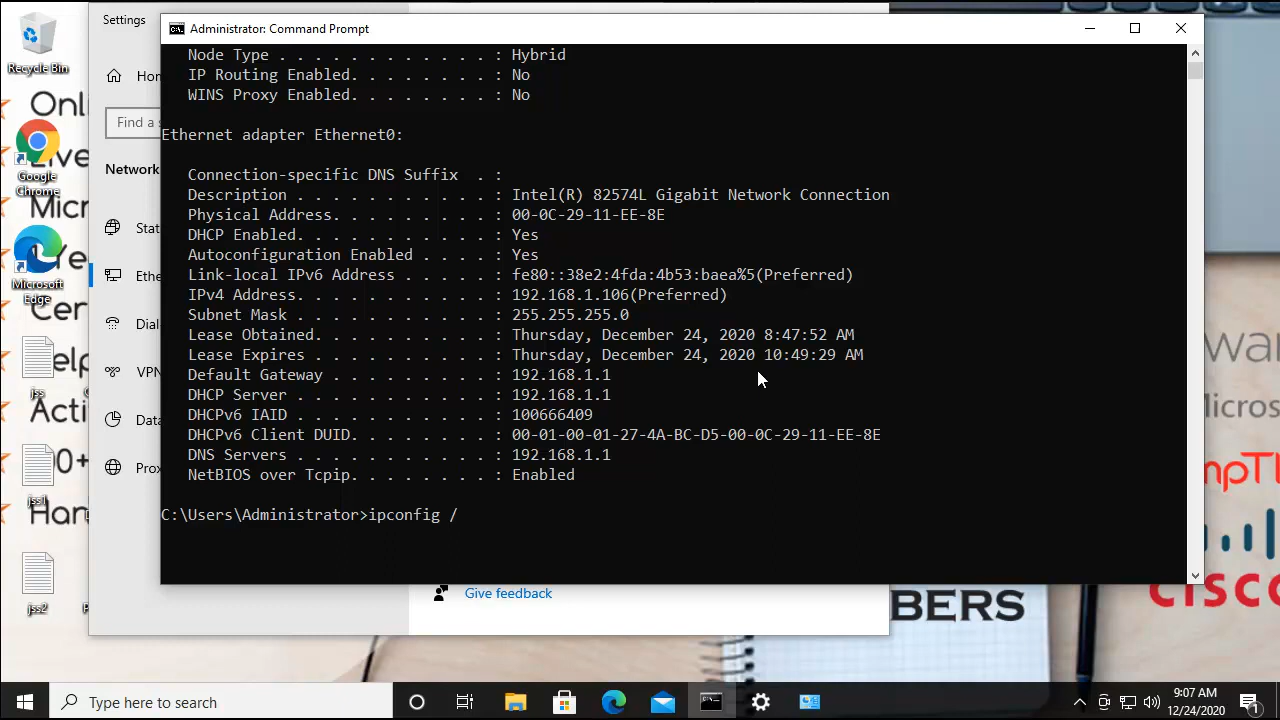 Settings
Administrator: Command Prompt
Recycle Bin
Google
Chrome
Microsoft
Edge
jss
jss1
jss2
Find a
Give feedback
Node Type . . . . . . . . . . . . : Hybrid
IP Routing Enabled. . . . . . . . : No
WINS Proxy Enabled. . . . . . . . : No
Ethernet adapter Ethernet0:
Connection-specific DNS Suffix  . :
Description . . . . . . . . . . . : Intel(R) 82574L Gigabit Network Connection
Physical Address. . . . . . . . . : 00-0C-29-11-EE-8E
DHCP Enabled. . . . . . . . . . . : Yes
Autoconfiguration Enabled . . . . : Yes
Link-local IPv6 Address . . . . . : fe80::38e2:4fda:4b53:baea%5(Preferred)
IPv4 Address. . . . . . . . . . . : 192.168.1.106(Preferred)
Subnet Mask . . . . . . . . . . . : 255.255.255.0
Lease Obtained. . . . . . . . . . : Thursday, December 24, 2020 8:47:52 AM
Lease Expires . . . . . . . . . . : Thursday, December 24, 2020 10:49:29 AM
Default Gateway . . . . . . . . . : 192.168.1.1
DHCP Server . . . . . . . . . . . : 192.168.1.1
DHCPv6 IAID . . . . . . . . . . . : 100666409
DHCPv6 Client DUID. . . . . . . . : 00-01-00-01-27-4A-BC-D5-00-0C-29-11-EE-8E
DNS Servers . . . . . . . . . . . : 192.168.1.1
NetBIOS over Tcpip. . . . . . . . : Enabled
C:\Users\Administrator>ipconfig /
BERS
Type here to search
9:07 AM
12/24/2020
1